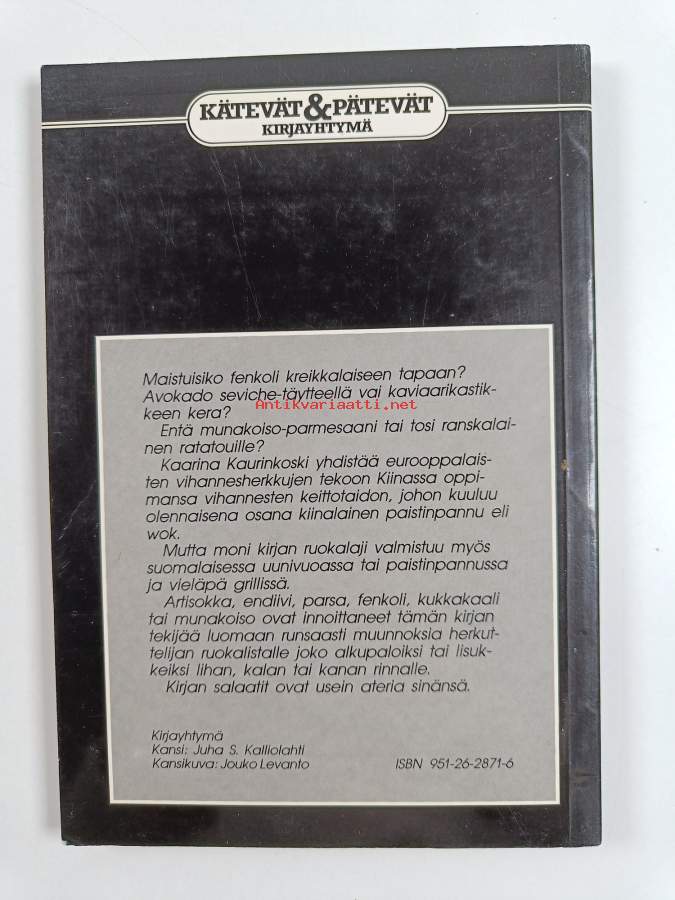 KÄTEVÄT & PÄTEVÄT
KIRJAYHTYMÄ
Maistuisiko fenkoli kreikkalaiseen tapaan?
Avokado seviche-täytteellä vai kaviaarikastik-
Antikvariaatti.net
keen kera?
Entä munakoiso-parmesaani tai tosi ranskalai-
nen ratatouille?
Kaarina Kaurinkoski yhdistää eurooppalais-
ten vihannesherkkujen tekoon Kiinassa oppi-
mansa vihannesten keittotaidon, johon kuuluu
olennaisena osana kiinalainen paistinpannu eli
wok.
Mutta moni kirjan ruokalaji valmistuu myös
suomalaisessa uunivuoassa tai paistinpannussa
ja vieläpä grillissä.
Artisokka, endiivi, parsa, fenkoli, kukkakaali
tai munakoiso ovat innoittaneet tämän kirjan
tekijää luomaan runsaasti muunnoksia herkut-
telijan ruokalistalle joko alkupaloiksi tai lisuk-
keiksi lihan, kalan tai kanan rinnalle.
Kirjan salaatit ovat usein ateria sinänsä.
Kirjayhtymä
Kansi: Juha S. Kalliolahti
Kansikuva: Jouko Levanto
ISBN 951-26-2871-6